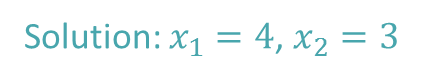 Solution: x₁ = 4, x₂ = 3